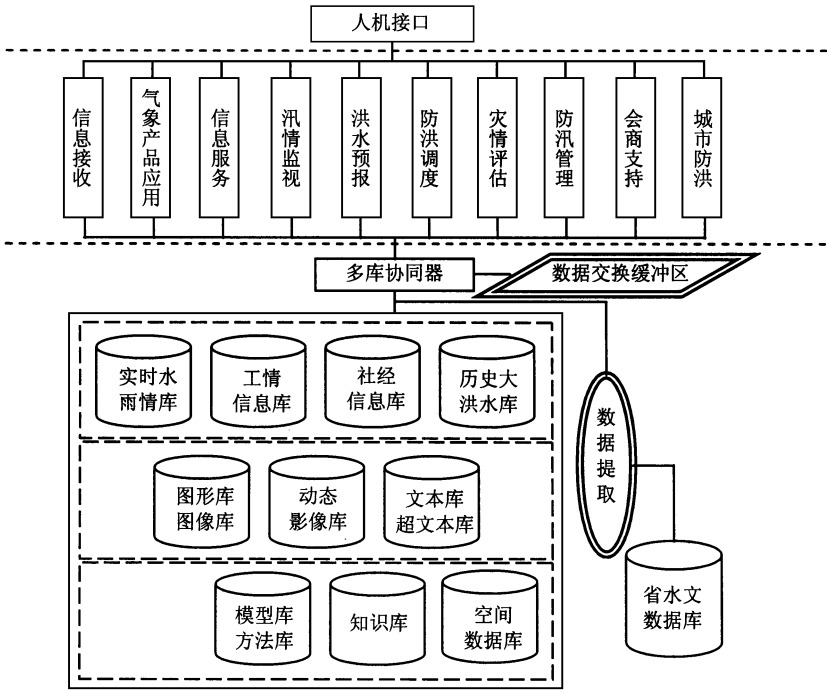 人机接口
信息接收
气象产品应用
信息服务
汛情监视
洪水预报
防洪调度
灾情评估
防汛管理
会商支持
城市防洪
多库协同器
数据交换缓冲区
实时水
雨情库
工情
信息库
社经
信息库
历史大
洪水库
数据提取
图形库
图像库
动态
影像库
文本库
超文本库
模型库
方法库
知识库
空间
数据库
省水文
数据库